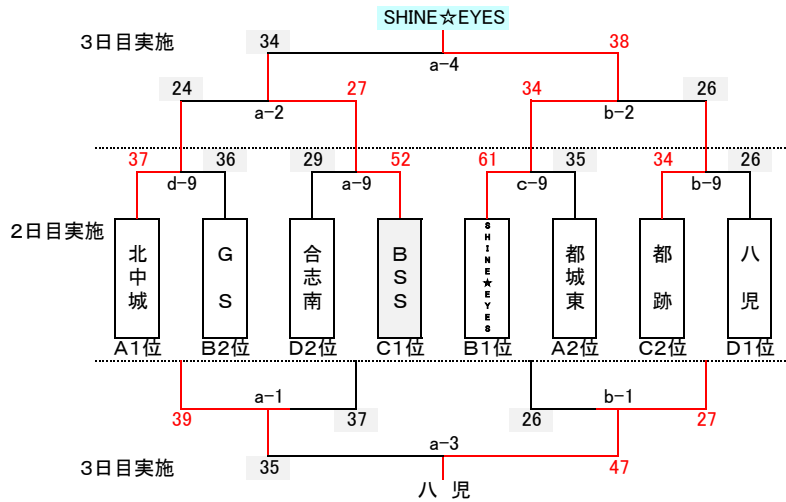 SHINE☆EYES
3日目実施
34
38
a-4
24
27
34
26
a-2
b-2
37
36
29
52
61
35
34
26
d-9
a-9
c-9
b-9
2日目実施
北中城
GS
合志南
BSS
SHINE★EYES
都城東
都跡
八児
A1位
B2位
D2位
C1位
B1位
A2位
C2位
D1位
a-1
b-1
39
37
26
27
a-3
3日目実施
35
47
八児